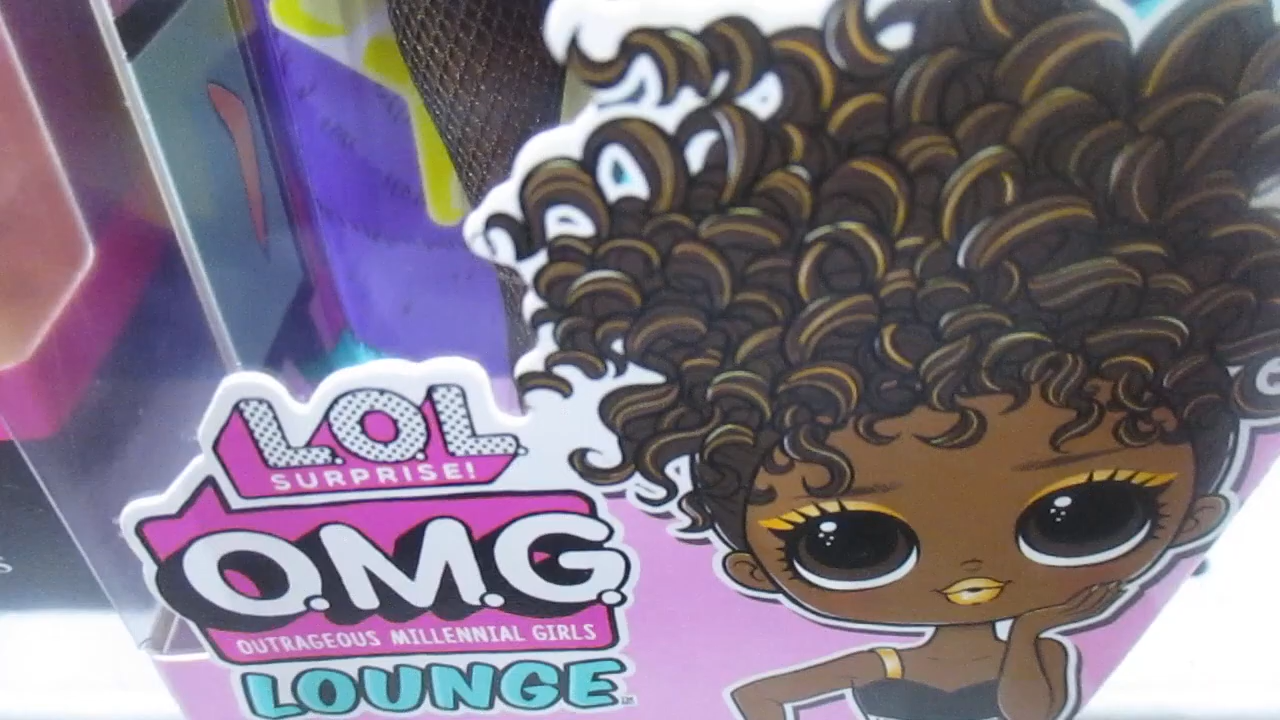 L.O.L.
SURPRISE!
O.M.G.
OUTRAGEOUS MILLENNIAL GIRLS
LOUNGE